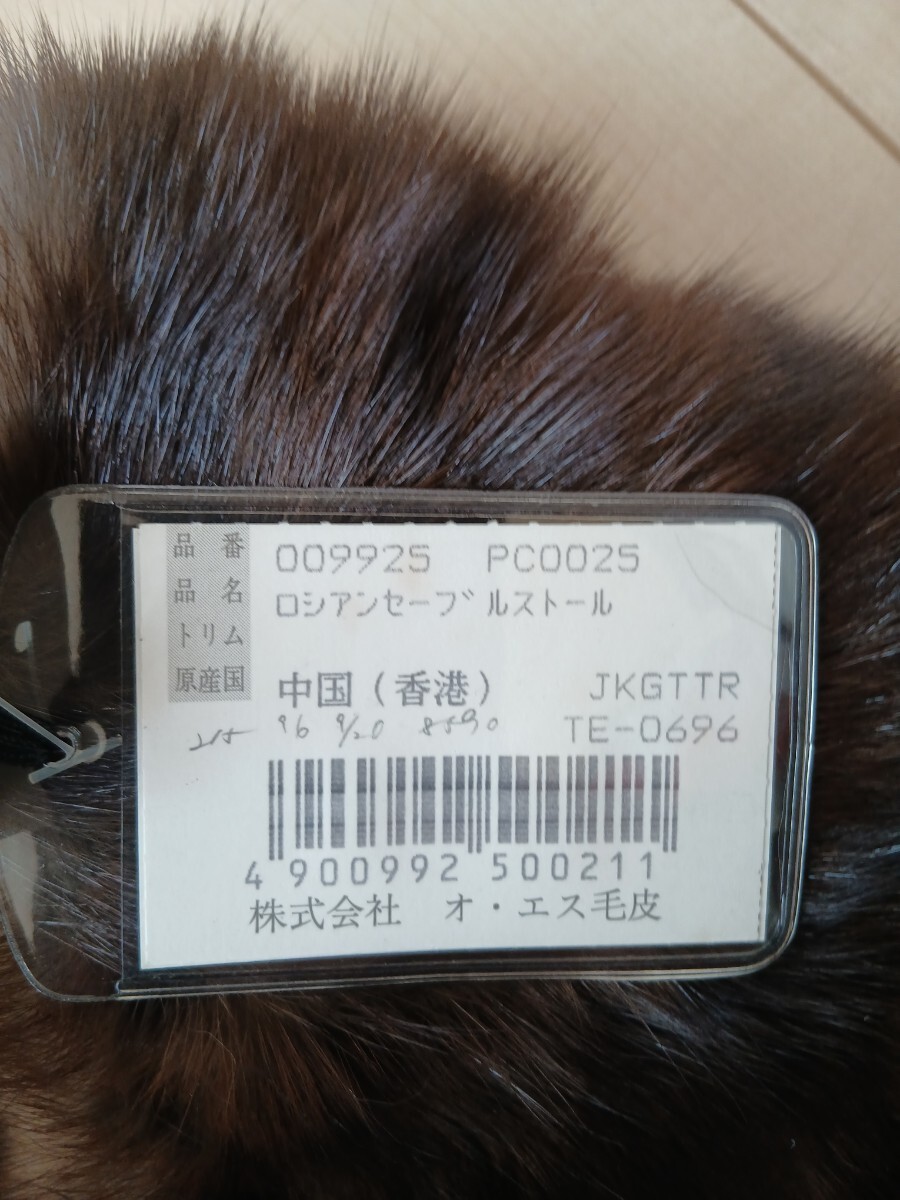 品番 009925 PC0025
品名 ロシアンセーブルストール
トリム
原産国 中国(香港) JKGTTR
215 '96 9/20 TE-0696
4 900992 500211
株式会社 オ・エス毛皮